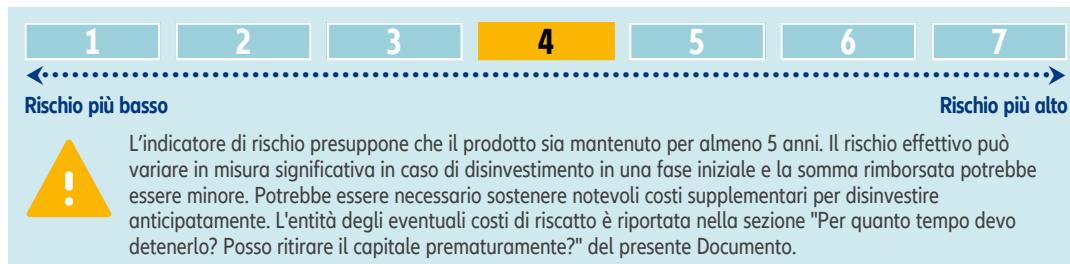 1 2 3 4 5 6 7
Rischio più basso Rischio più alto
L'indicatore di rischio presuppone che il prodotto sia mantenuto per almeno 5 anni. Il rischio effettivo può
variare in misura significativa in caso di disinvestimento in una fase iniziale e la somma rimborsata potrebbe
essere minore. Potrebbe essere necessario sostenere notevoli costi supplementari per disinvestire
anticipatamente. L'entità degli eventuali costi di riscatto è riportata nella sezione "Per quanto tempo devo
detenerlo? Posso ritirare il capitale prematuramente?" del presente Documento.